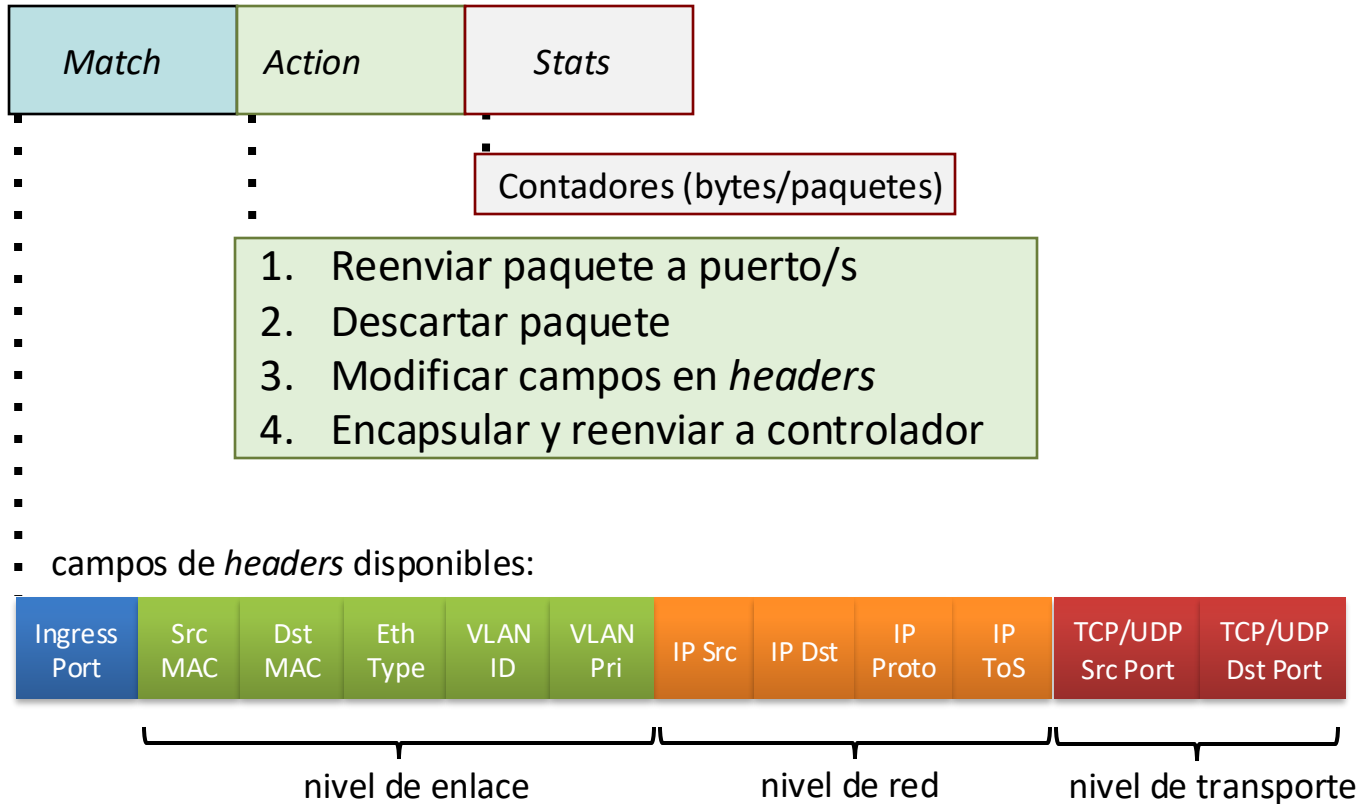 Match Action Stats
Contadores (bytes/paquetes)
1. Reenviar paquete a puerto/s
2. Descartar paquete
3. Modificar campos en headers
4. Encapsular y reenviar a controlador
campos de headers disponibles:
Ingress Port
Src MAC
Dst MAC
Eth Type
VLAN ID
VLAN Pri
IP Src
IP Dst
IP Proto
IP ToS
TCP/UDP Src Port
TCP/UDP Dst Port
nivel de enlace
nivel de red
nivel de transporte